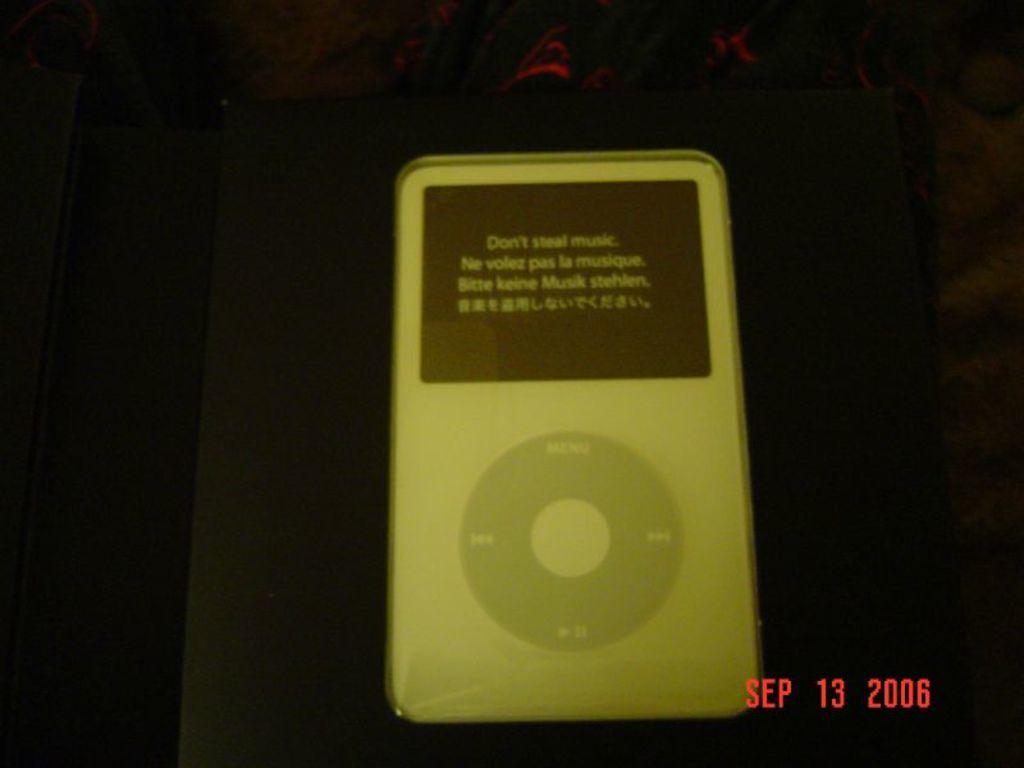 Don't steal music.
Ne volez pas la musique.
Bitte keine Musik stehlen.
音楽を盗用しないでください。
MENU
SEP 13 2006